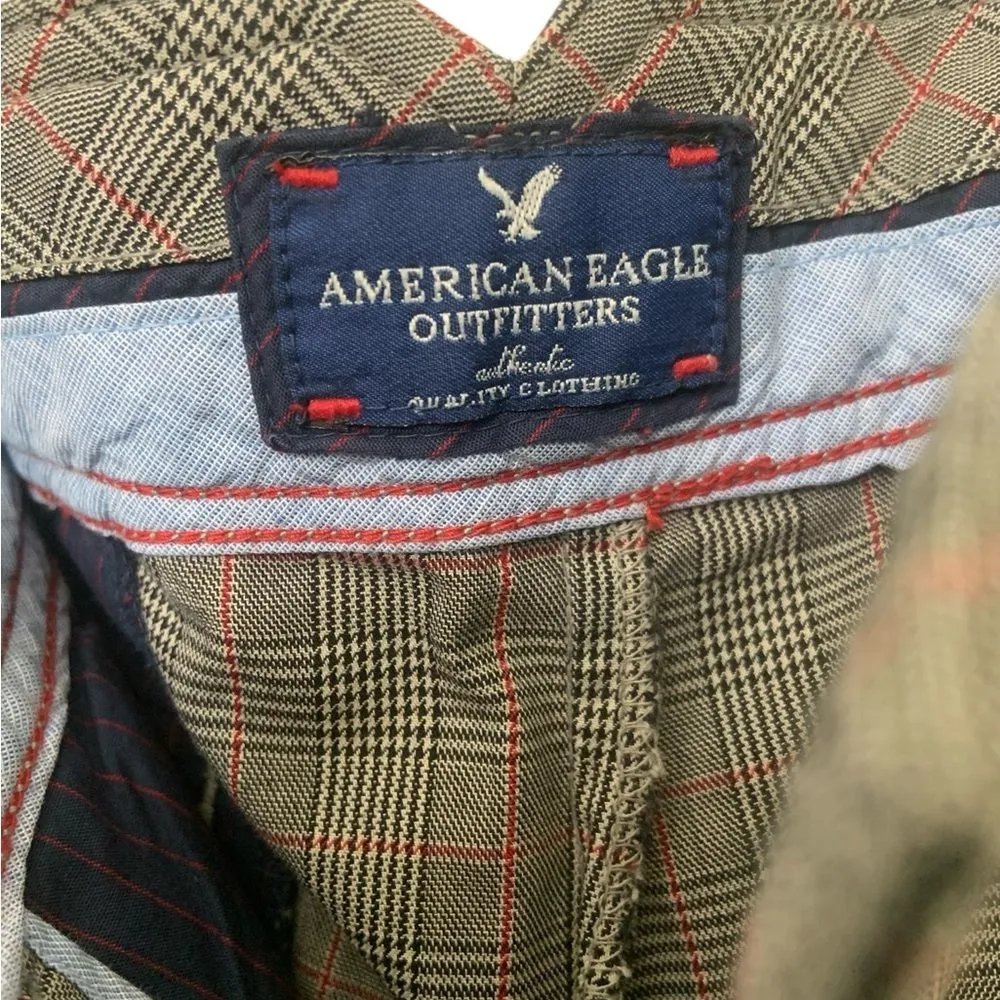 AMERICAN EAGLE
OUTFITTERS
authentic
QUALITY CLOTHING